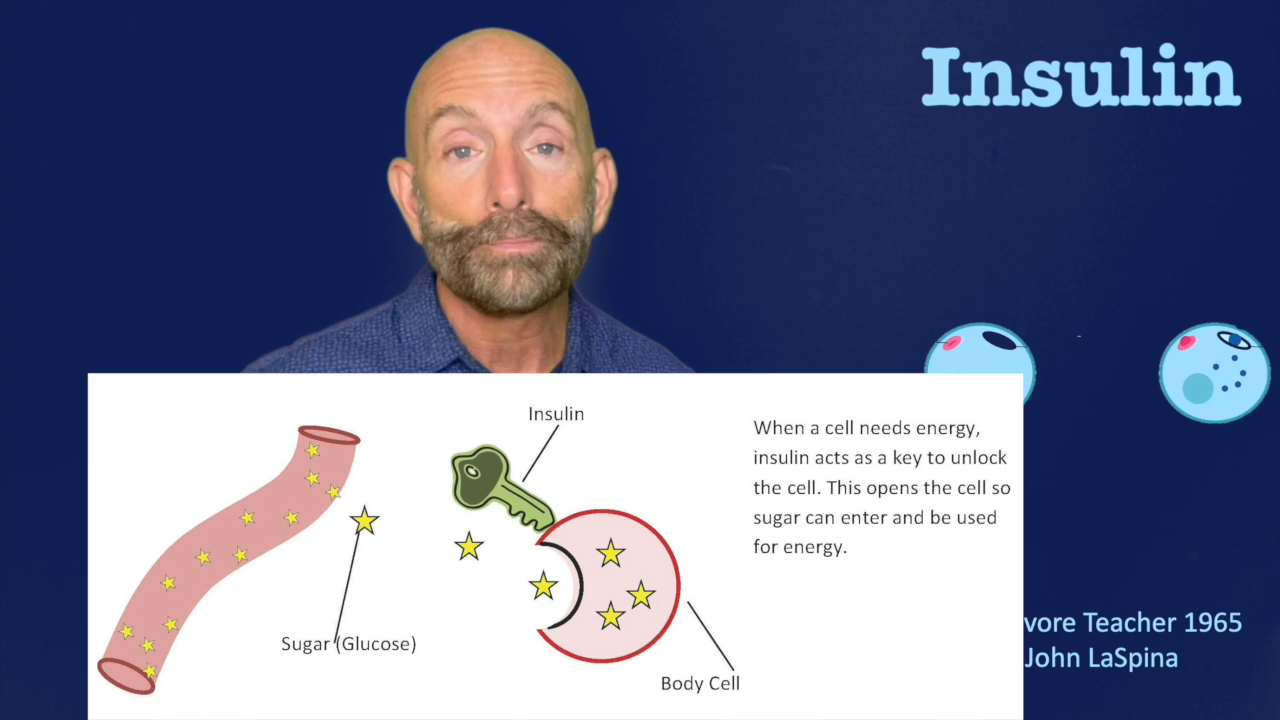 Insulin
Insulin
When a cell needs energy,
insulin acts as a key to unlock
the cell. This opens the cell so
sugar can enter and be used
for energy.
Sugar (Glucose)
Body Cell
vore Teacher 1965
John LaSpina